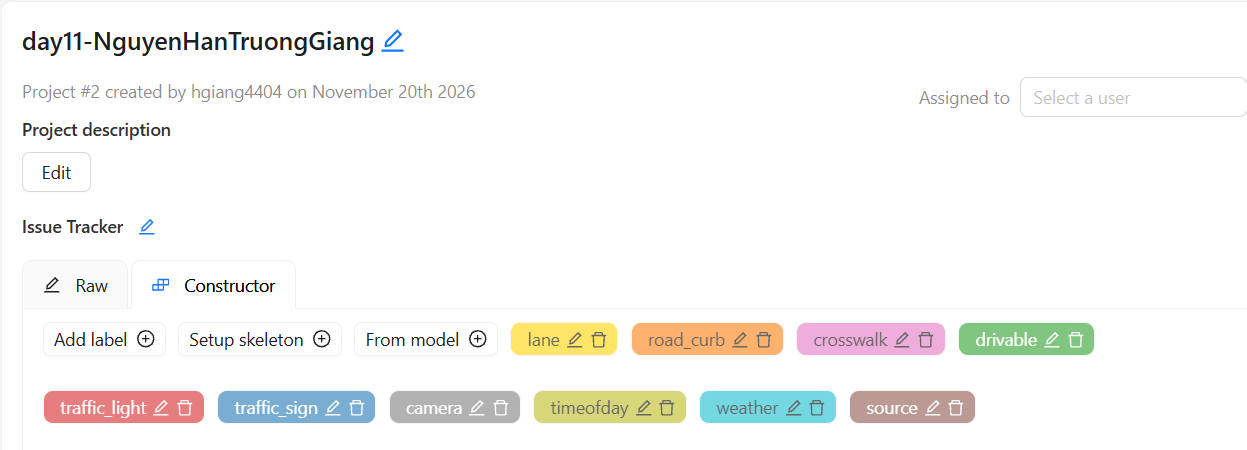 day11-NguyenHanTruongGiang
Project #2 created by hgiang4404 on November 20th 2026
Assigned to Select a user
Project description
Edit
Issue Tracker
Raw Constructor
Add label Setup skeleton From model lane road_curb crosswalk drivable
traffic_light traffic_sign camera timeofday weather source